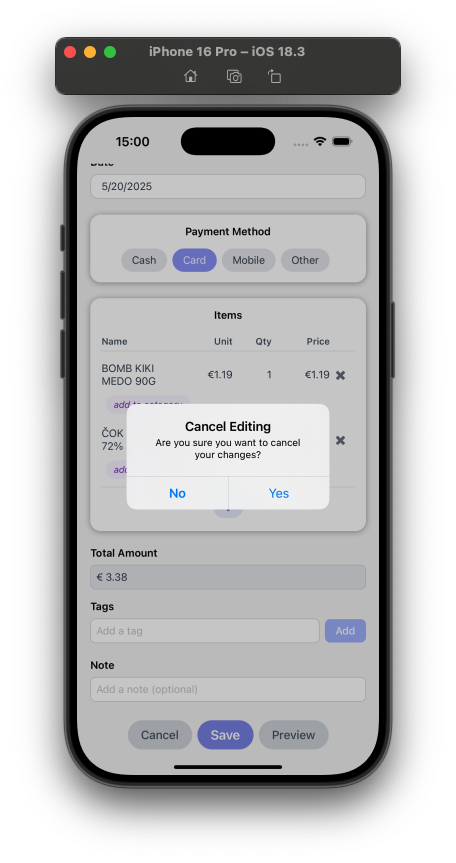 iPhone 16 Pro – iOS 18.3
15:00
Date
5/20/2025
Payment Method
Cash Card Mobile Other
Items
Name Unit Qty Price
BOMB KIKI
MEDO 90G
€1.19 1 €1.19
add to category
ČOK
72%
add
Cancel Editing
Are you sure you want to cancel
your changes?
No Yes
Total Amount
€ 3.38
Tags
Add a tag
Add
Note
Add a note (optional)
Cancel Save Preview